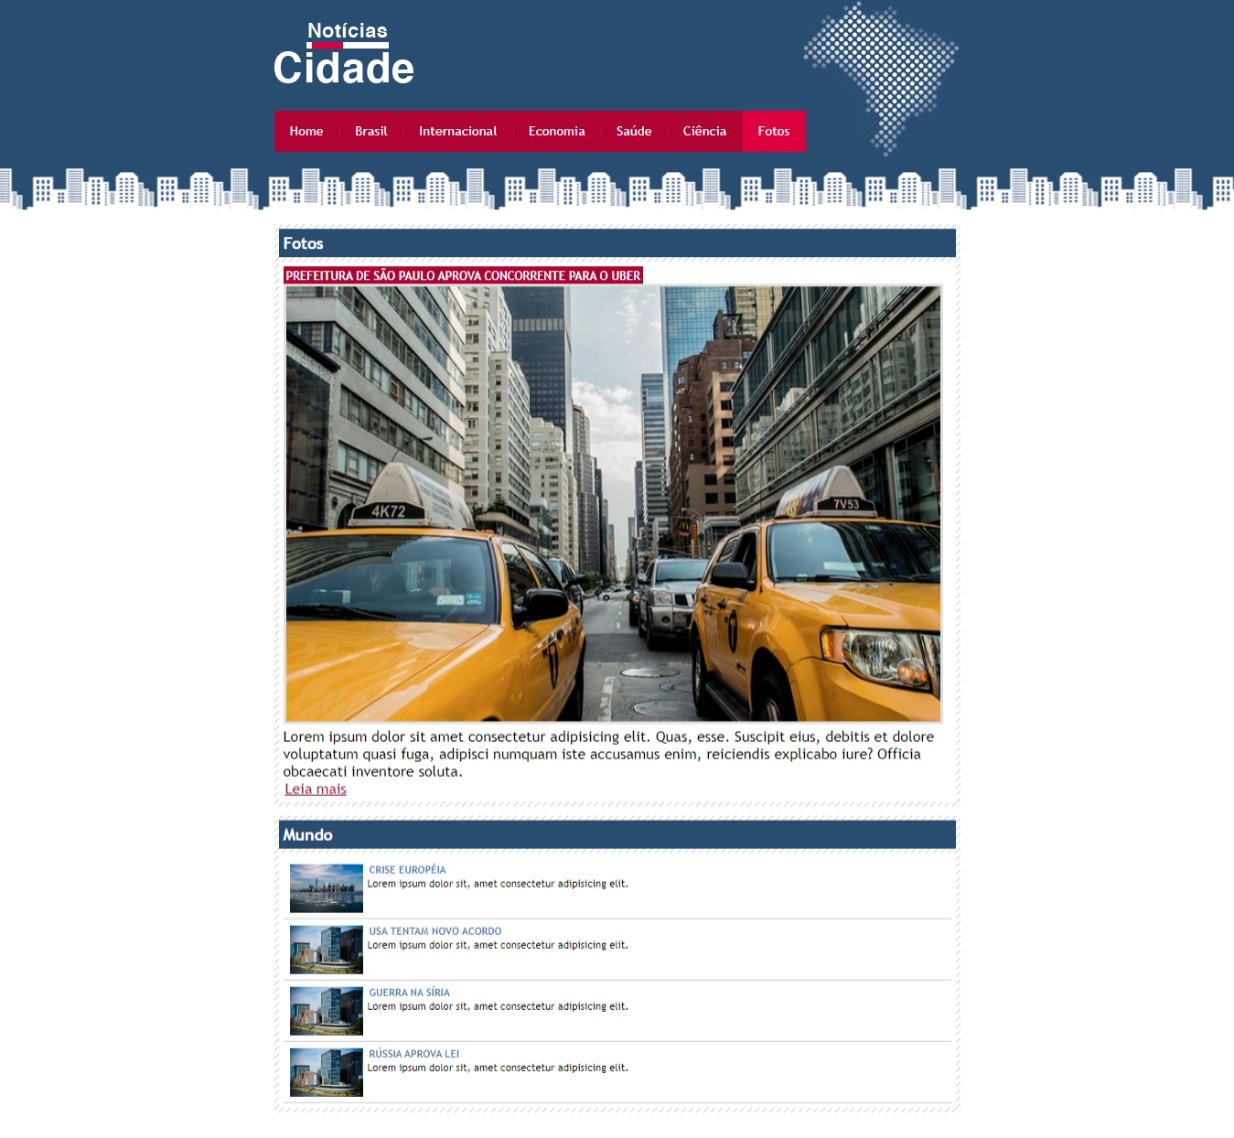 Notícias
Cidade
Home Brasil Internacional Economia Saúde Ciência Fotos
Fotos
PREFEITURA DE SÃO PAULO APROVA CONCORRENTE PARA O UBER
4K72
7V53
Lorem ipsum dolor sit amet consectetur adipisicing elit. Quas, esse. Suscipit eius, debitis et dolore
voluptatum quasi fuga, adipisci numquam iste accusamus enim, reiciendis explicabo iure? Officia
obcaecati inventore soluta.
Leia mais
Mundo
CRISE EUROPÉIA
Lorem ipsum dolor sit, amet consectetur adipisicing elit.
USA TENTAM NOVO ACORDO
Lorem ipsum dolor sit, amet consectetur adipisicing elit.
GUERRA NA SÍRIA
Lorem ipsum dolor sit, amet consectetur adipisicing elit.
RÚSSIA APROVA LEI
Lorem ipsum dolor sit, amet consectetur adipisicing elit.